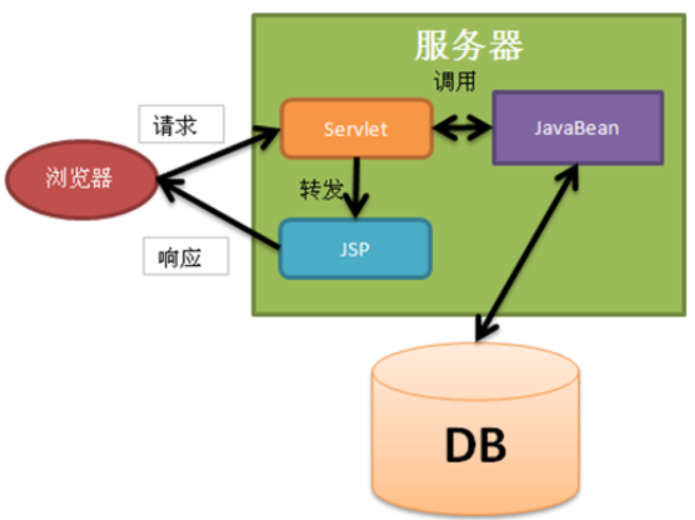 服务器
调用
请求
Servlet
JavaBean
浏览器
转发
响应
JSP
DB